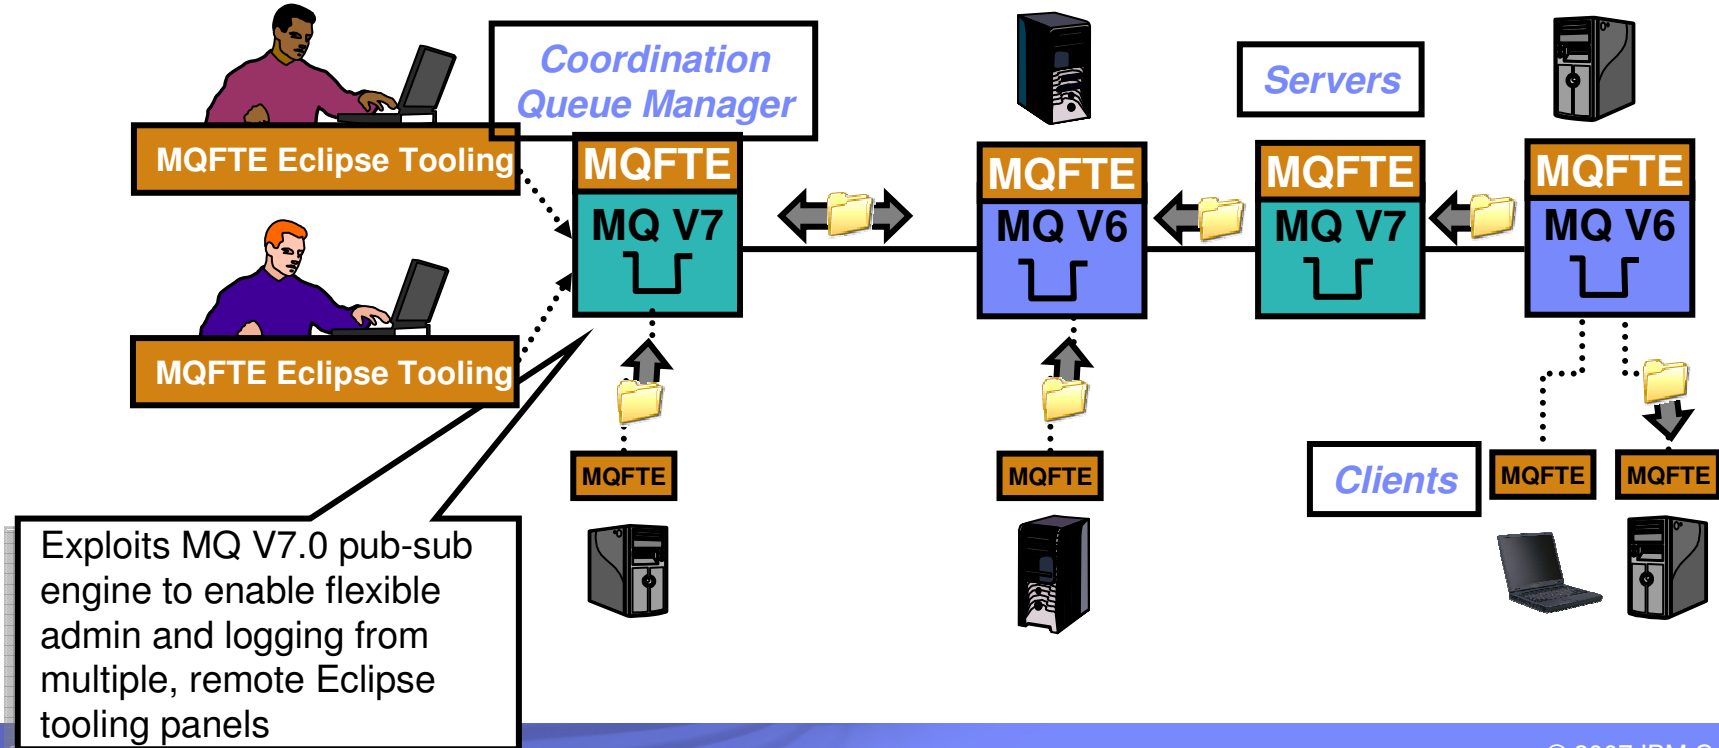 Coordination
Queue Manager
Servers
MQFTE Eclipse Tooling
MQFTE
MQFTE
MQFTE
MQFTE
MQ V7
MQ V6
MQ V7
MQ V6
MQFTE Eclipse Tooling
MQFTE
MQFTE
Clients
MQFTE
MQFTE
Exploits MQ V7.0 pub-sub
engine to enable flexible
admin and logging from
multiple, remote Eclipse
tooling panels